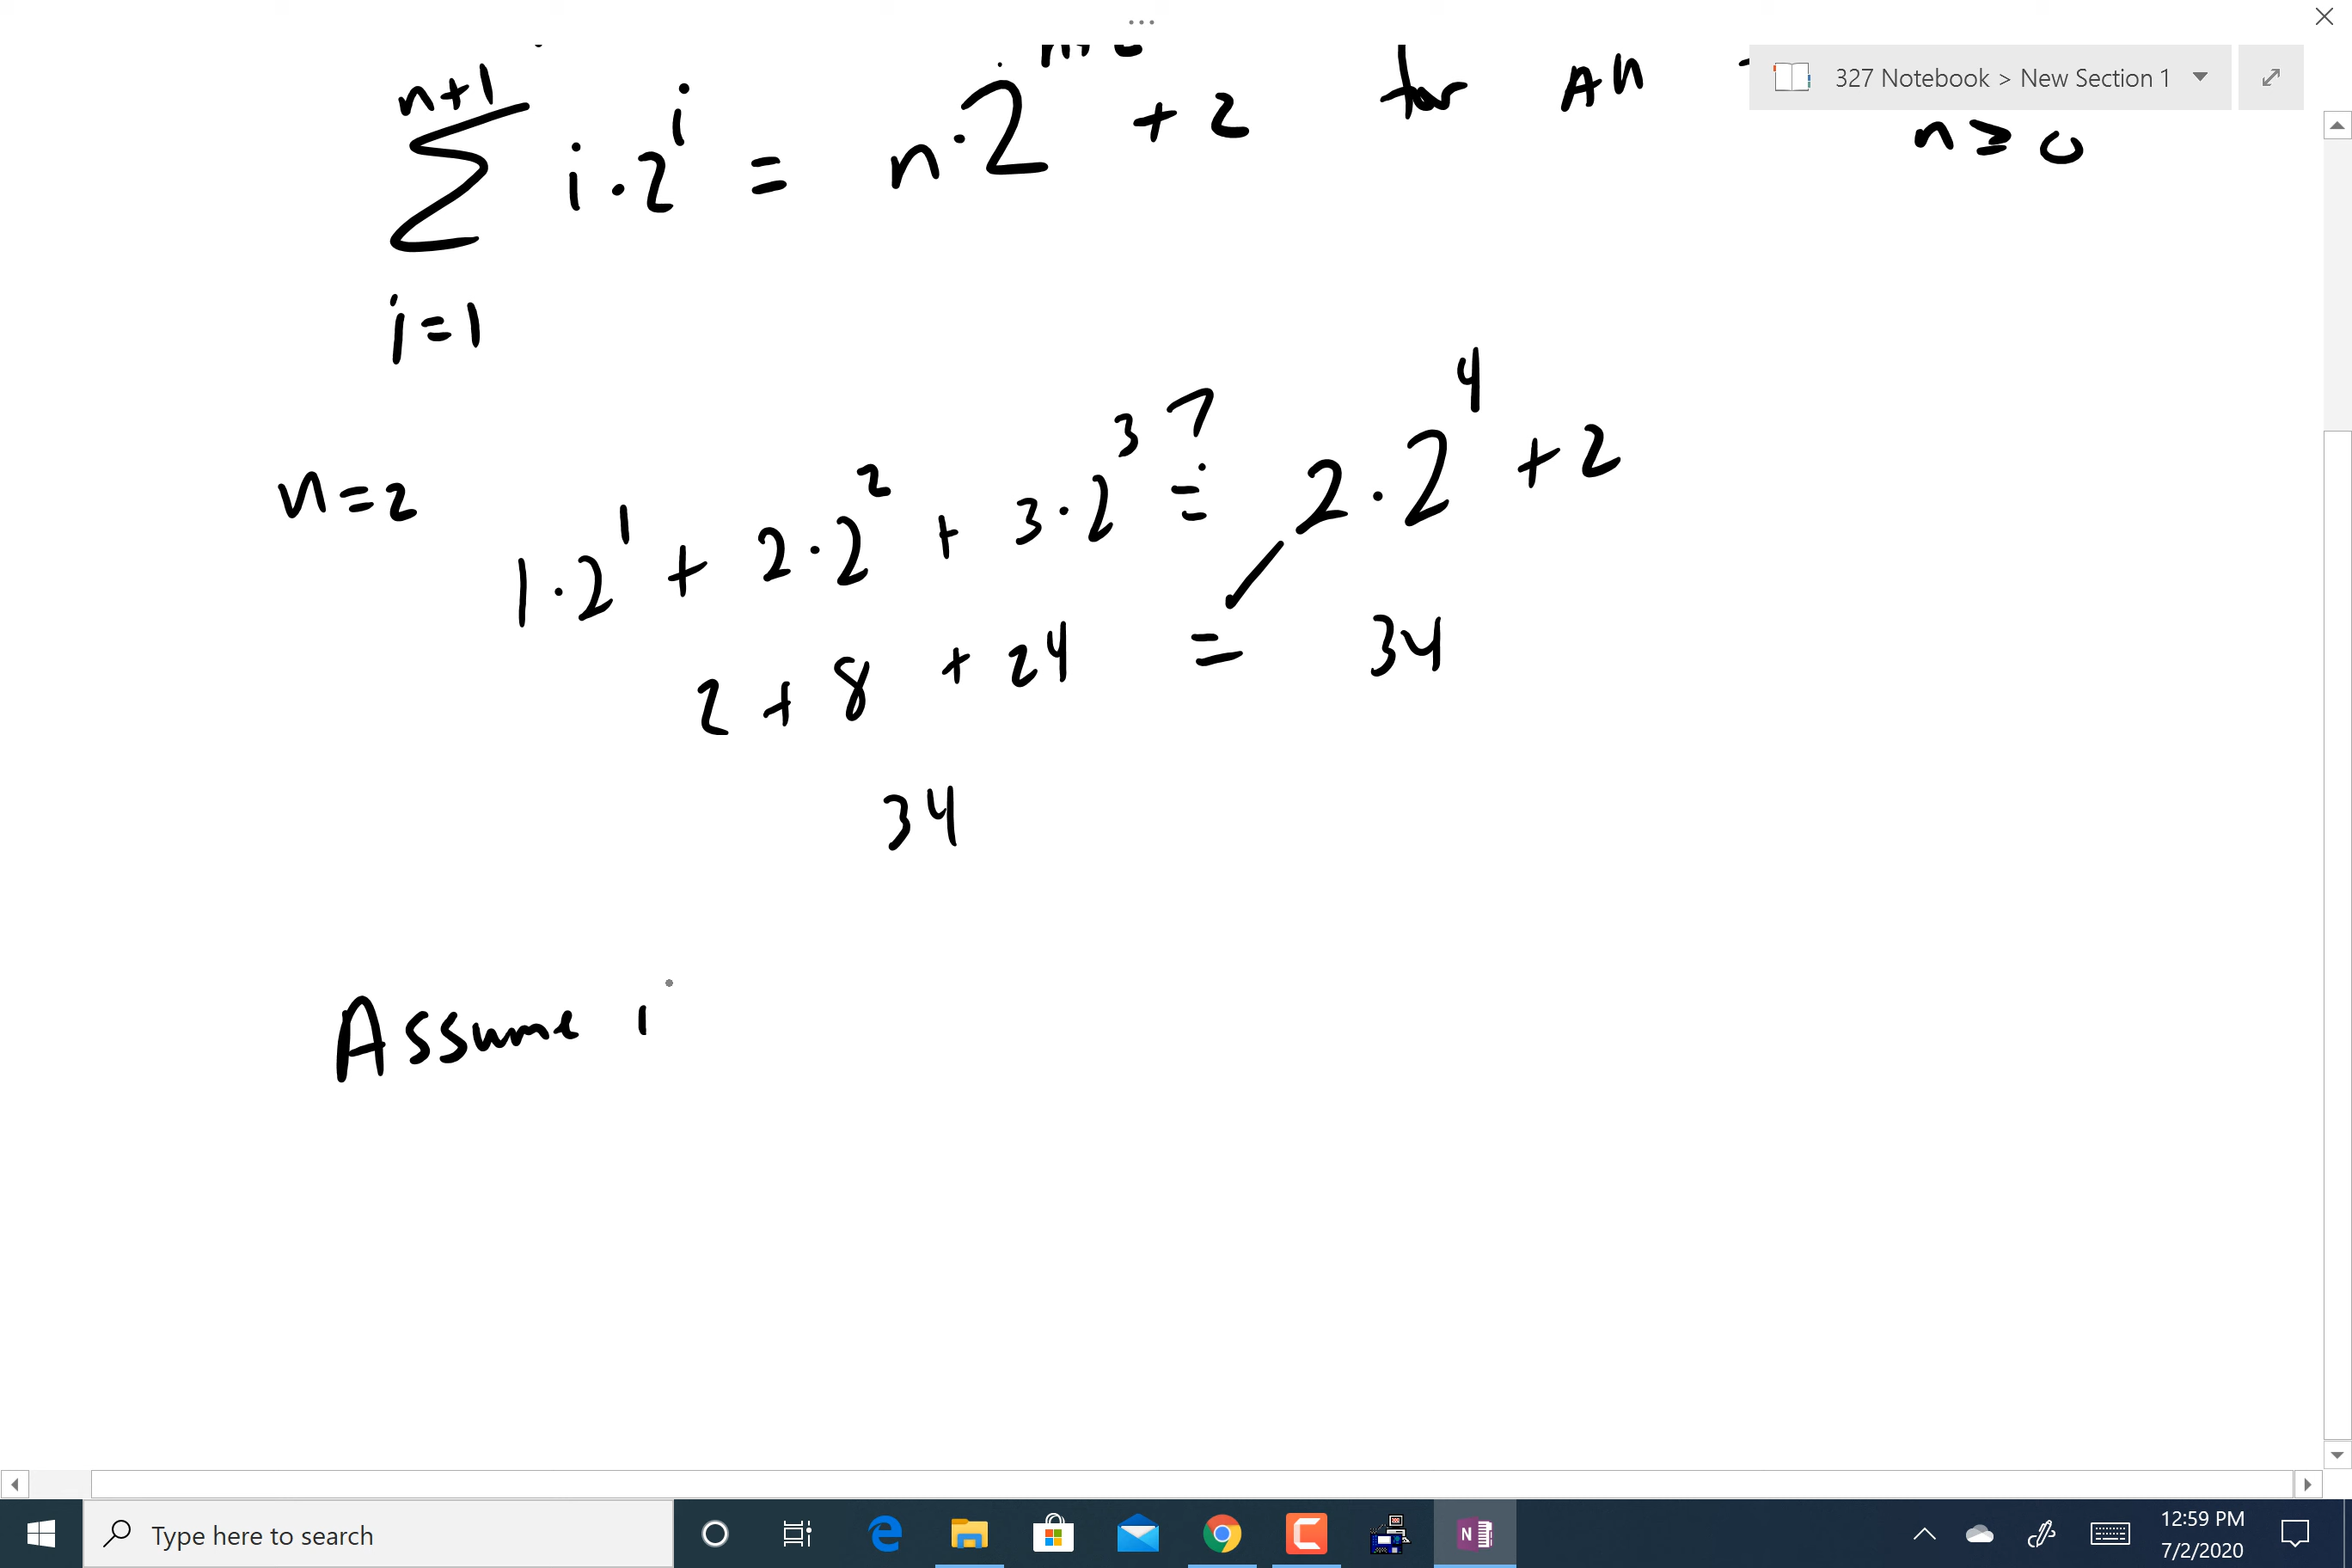 n+1
∑ i·2^i = n·2 + 2 for All
n ≥ 0
i=1
327 Notebook > New Section 1
n=2
1·2^1 + 2·2^2 + 3·2^3 ≟ 2·2^4 + 2
2 + 8 + 24 = 34
34
Assume
Type here to search
12:59 PM
7/2/2020